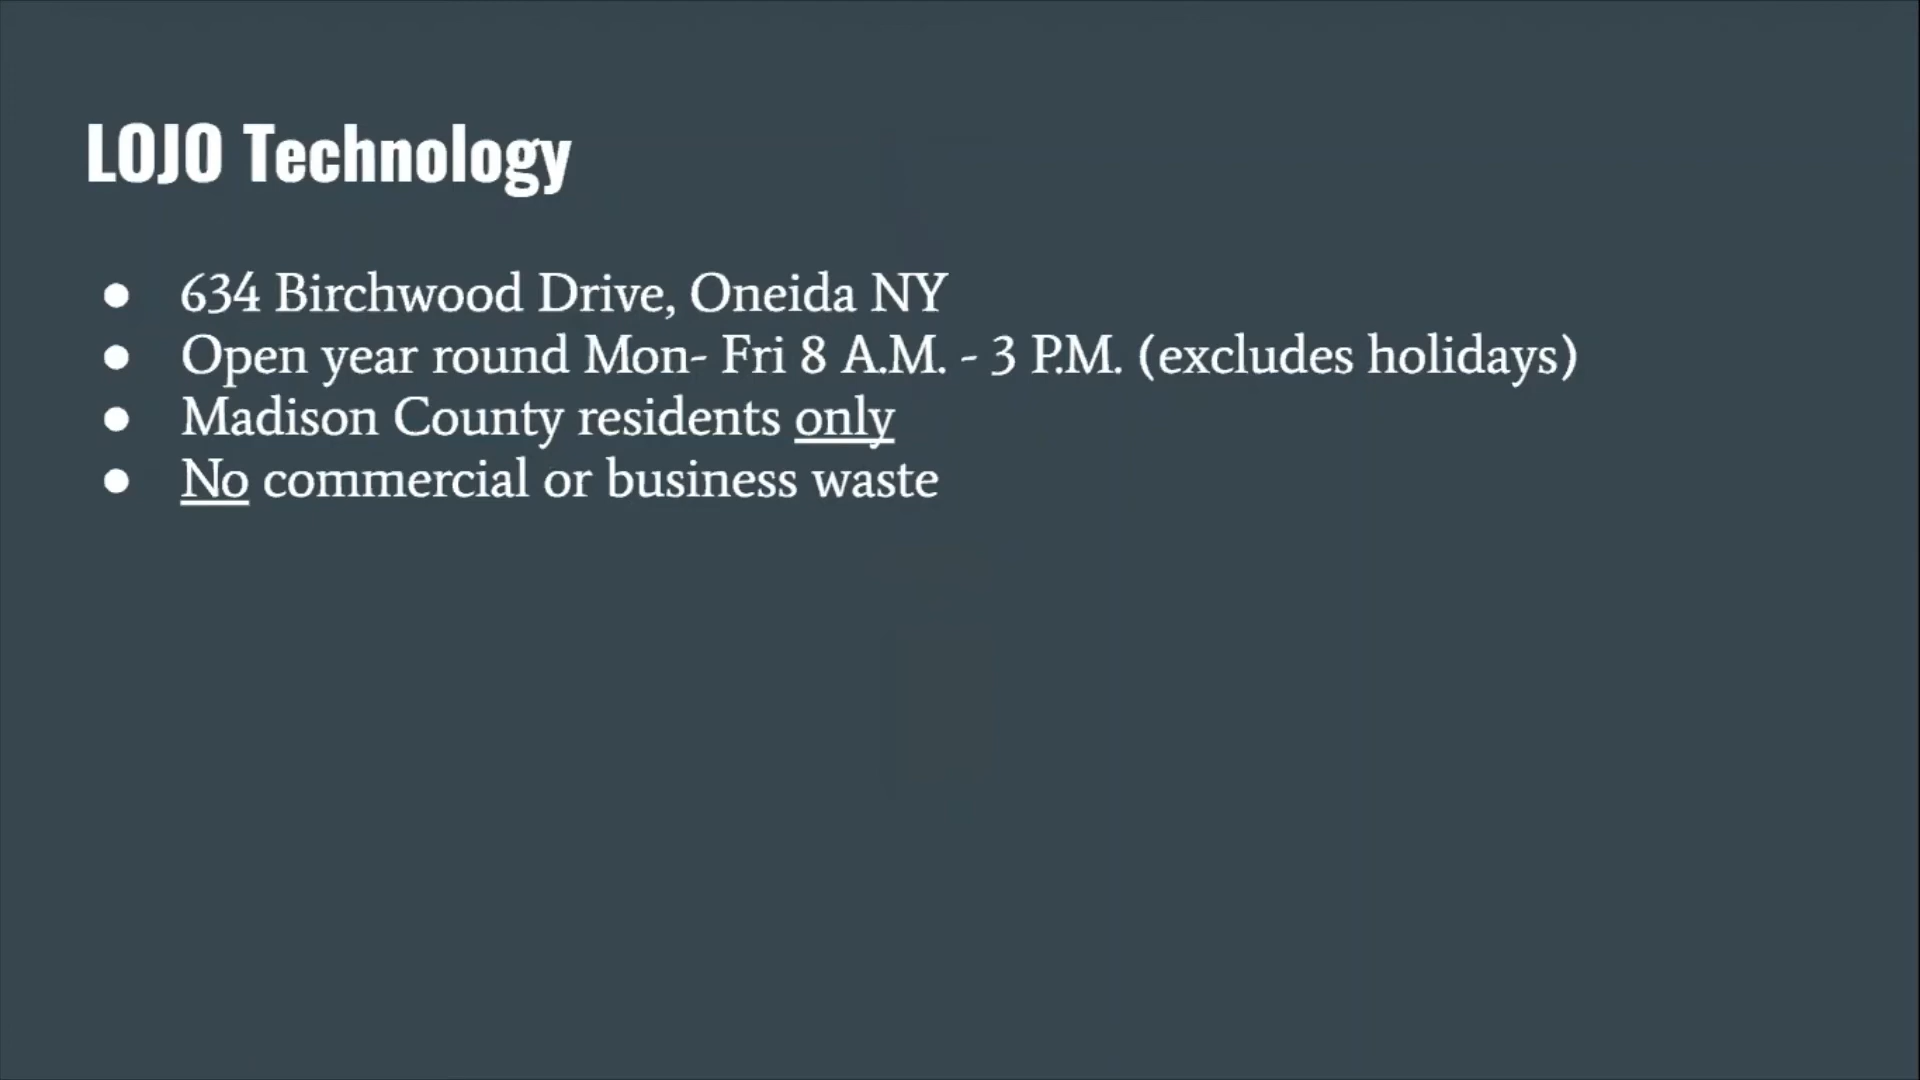 LOJO Technology
● 634 Birchwood Drive, Oneida NY
● Open year round Mon- Fri 8 A.M. - 3 P.M. (excludes holidays)
● Madison County residents only
● No commercial or business waste